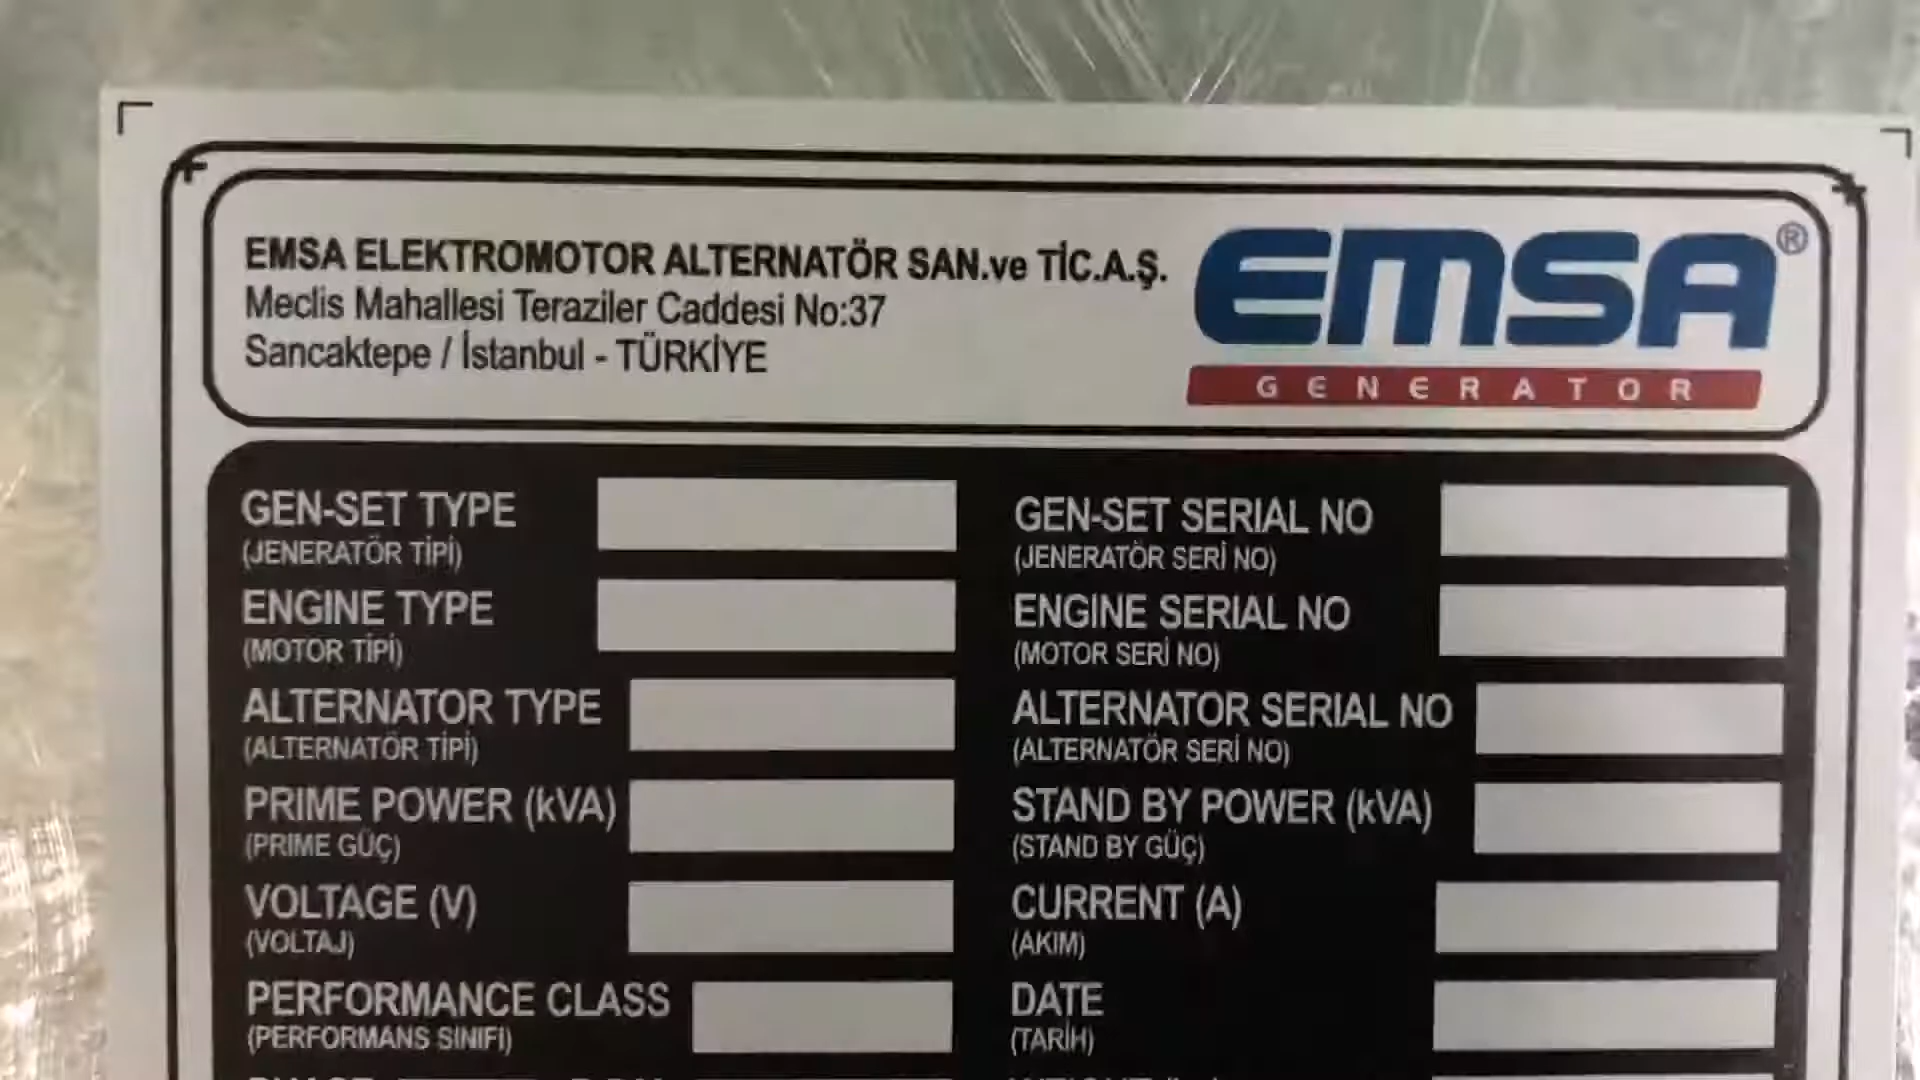 EMSA ELEKTROMOTOR ALTERNATÖR SAN.ve TİC.A.Ş.
Meclis Mahallesi Teraziler Caddesi No:37
Sancaktepe / İstanbul - TÜRKİYE
EMSA®
GENERATOR
GEN-SET TYPE
(JENERATÖR TİPİ)
GEN-SET SERIAL NO
(JENERATÖR SERİ NO)
ENGINE TYPE
(MOTOR TİPİ)
ENGINE SERIAL NO
(MOTOR SERİ NO)
ALTERNATOR TYPE
(ALTERNATÖR TİPİ)
ALTERNATOR SERIAL NO
(ALTERNATÖR SERİ NO)
PRIME POWER (kVA)
(PRIME GÜÇ)
STAND BY POWER (kVA)
(STAND BY GÜÇ)
VOLTAGE (V)
(VOLTAJ)
CURRENT (A)
(AKIM)
PERFORMANCE CLASS
(PERFORMANS SINIFI)
DATE
(TARİH)